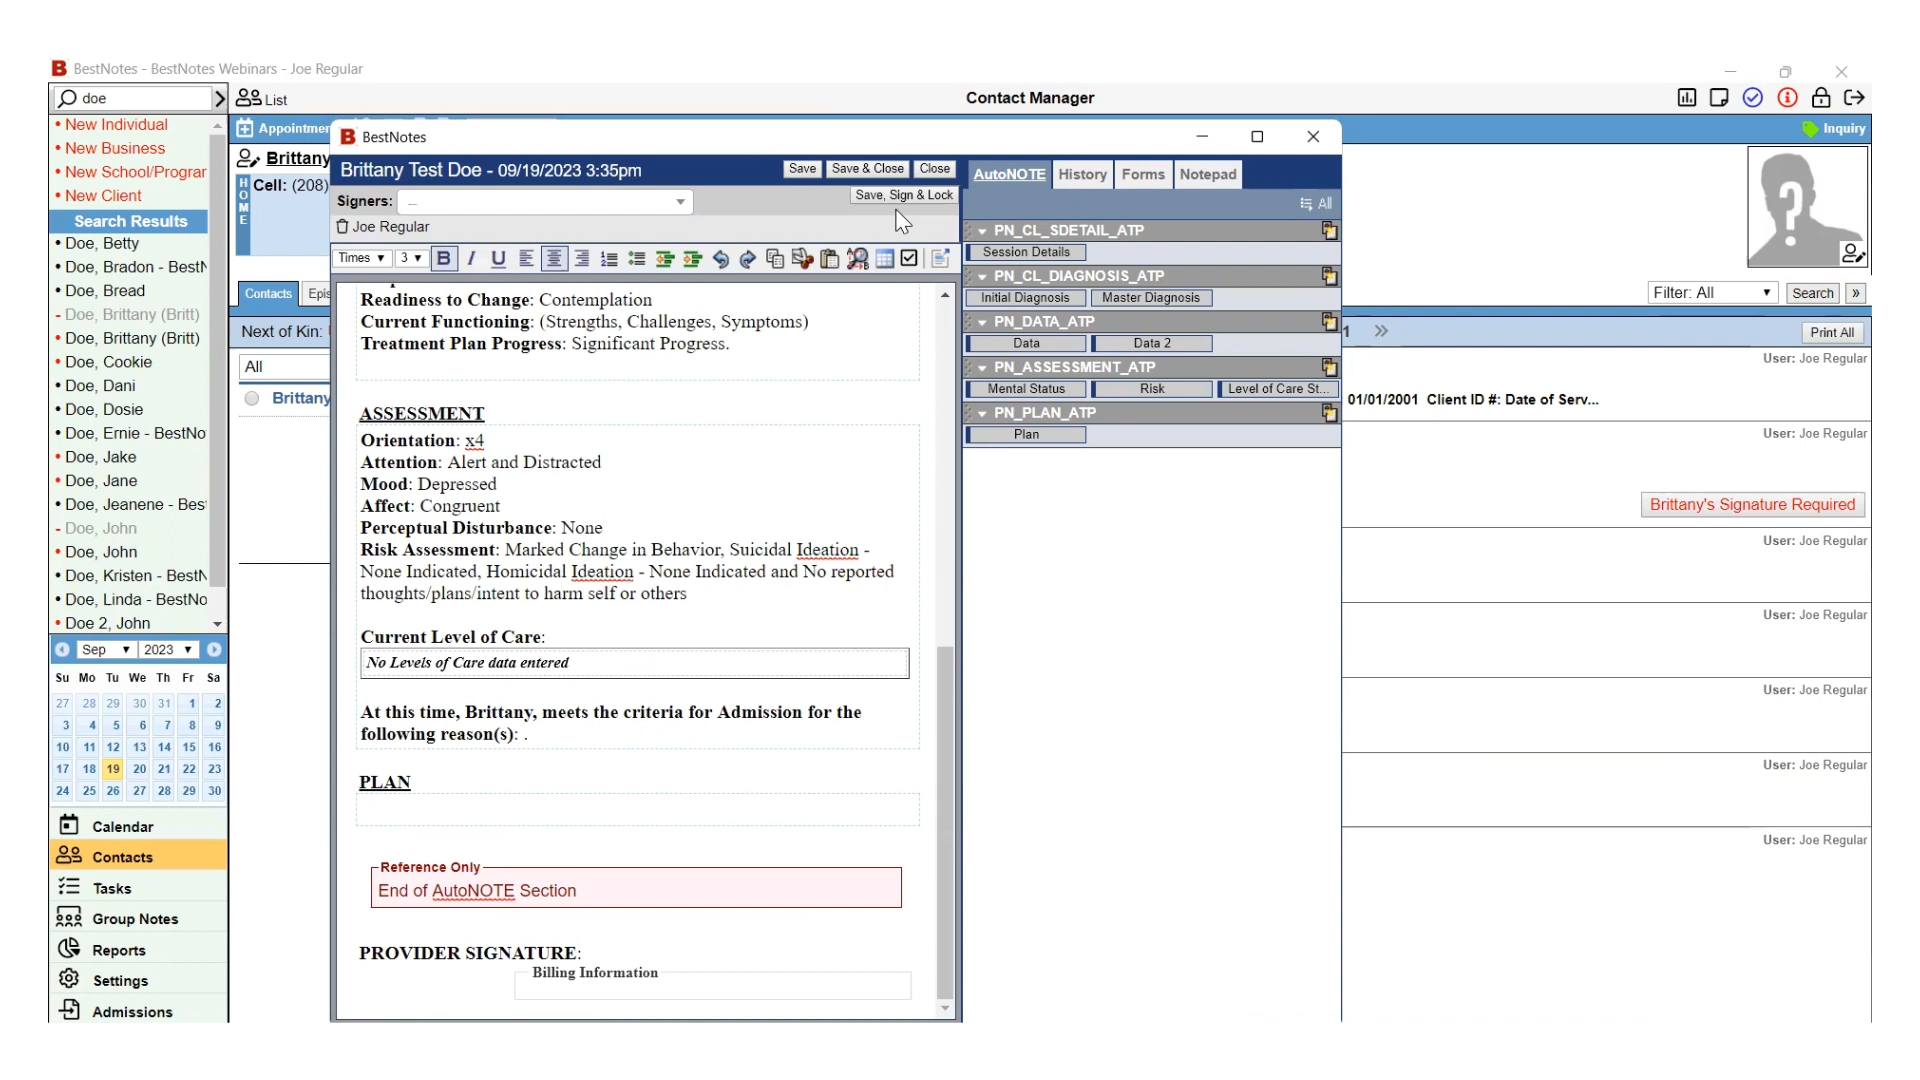 BestNotes - BestNotes Webinars - Joe Regular
doe
List
Contact Manager
New Individual
New Business
New School/Prograr
New Client
Search Results
Doe, Betty
Doe, Bradon - BestN
Doe, Bread
Doe, Brittany (Britt)
Doe, Brittany (Britt)
Doe, Cookie
Doe, Dani
Doe, Dosie
Doe, Ernie - BestNo
Doe, Jake
Doe, Jane
Doe, Jeanene - Bes
Doe, John
Doe, John
Doe, Kristen - BestN
Doe, Linda - BestNo
Doe 2, John
Sep 2023
Su Mo Tu We Th Fr Sa
27 28 29 30 31 1 2
3 4 5 6 7 8 9
10 11 12 13 14 15 16
17 18 19 20 21 22 23
24 25 26 27 28 29 30
Calendar
Contacts
Tasks
Group Notes
Reports
Settings
Admissions
Appointmer
Inquiry
Brittany
HOME
Cell: (208)
Contacts Epis
Next of Kin:
All
Brittany
BestNotes
Brittany Test Doe - 09/19/2023 3:35pm
Save Save & Close Close
Signers: ...
Save, Sign & Lock
Joe Regular
Times 3 B I U
Readiness to Change: Contemplation
Current Functioning: (Strengths, Challenges, Symptoms)
Treatment Plan Progress: Significant Progress.
ASSESSMENT
Orientation: x4
Attention: Alert and Distracted
Mood: Depressed
Affect: Congruent
Perceptual Disturbance: None
Risk Assessment: Marked Change in Behavior, Suicidal Ideation -
None Indicated, Homicidal Ideation - None Indicated and No reported
thoughts/plans/intent to harm self or others
Current Level of Care:
No Levels of Care data entered
At this time, Brittany, meets the criteria for Admission for the
following reason(s): .
PLAN
Reference Only
End of AutoNOTE Section
PROVIDER SIGNATURE:
Billing Information
AutoNOTE History Forms Notepad
All
PN_CL_SDETAIL_ATP
Session Details
PN_CL_DIAGNOSIS_ATP
Initial Diagnosis Master Diagnosis
PN_DATA_ATP
Data Data 2
PN_ASSESSMENT_ATP
Mental Status Risk Level of Care St...
PN_PLAN_ATP
Plan
Filter: All Search »
1 »
Print All
User: Joe Regular
01/01/2001 Client ID #: Date of Serv...
User: Joe Regular
Brittany's Signature Required
User: Joe Regular
User: Joe Regular
User: Joe Regular
User: Joe Regular
User: Joe Regular